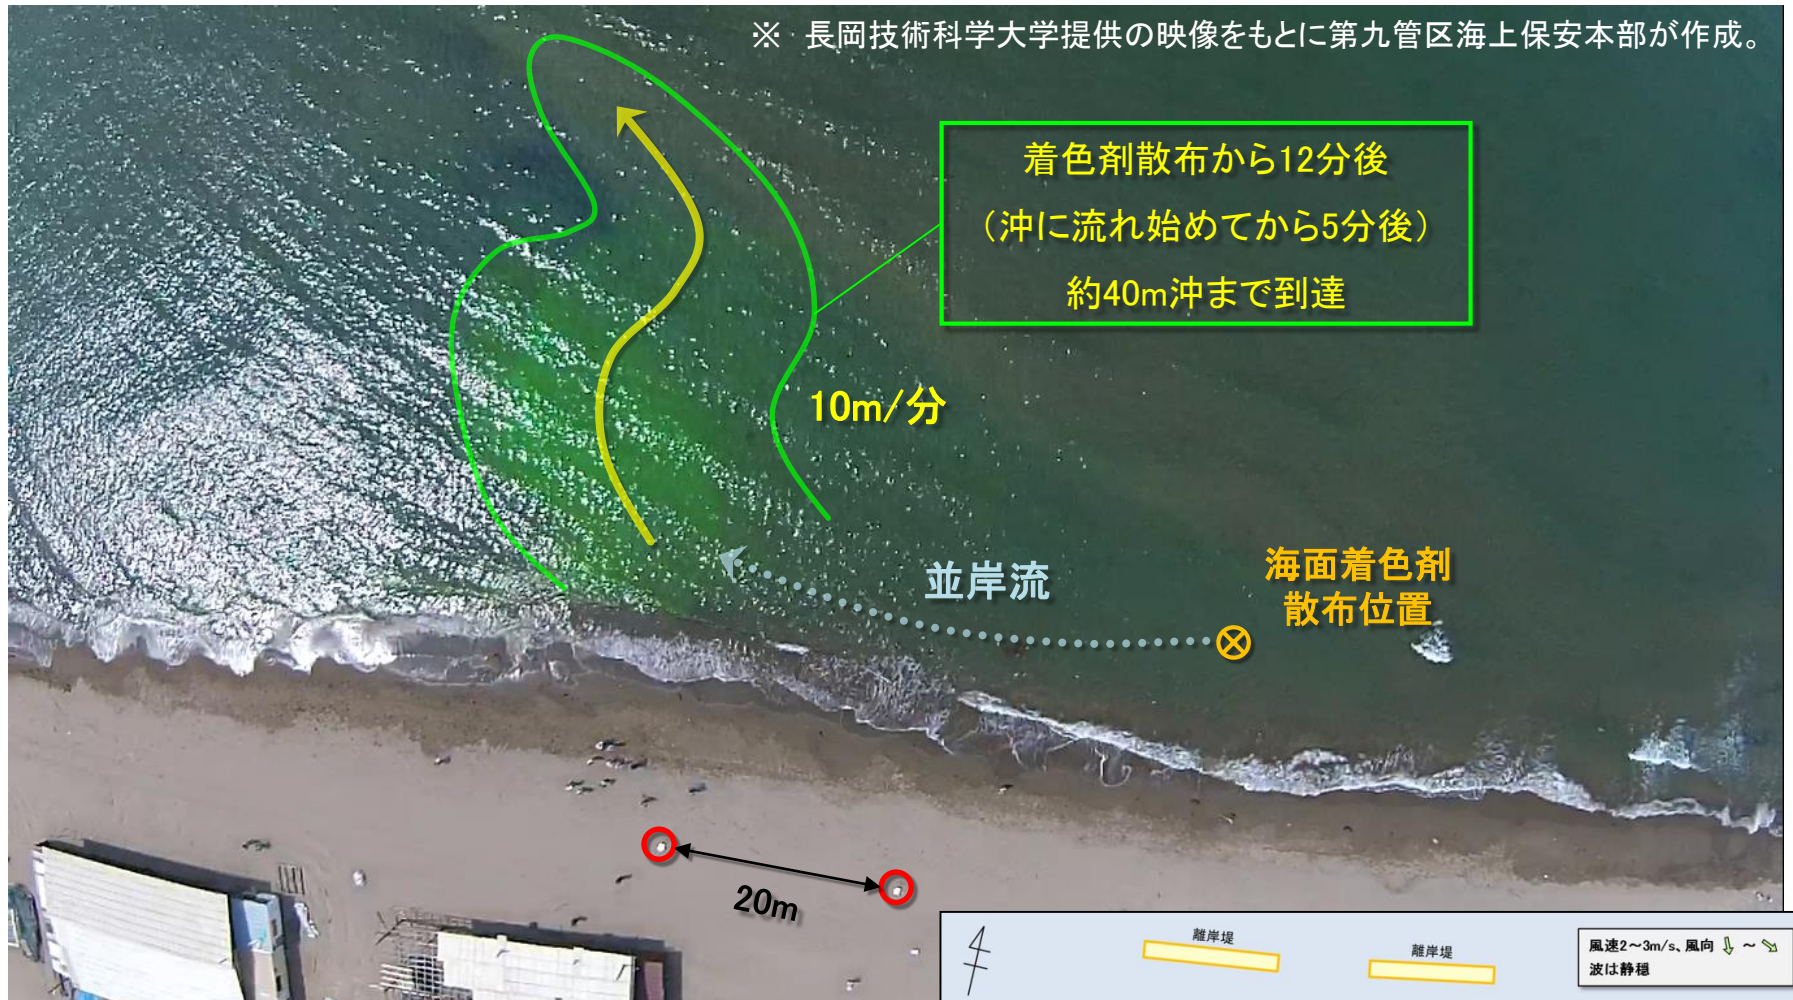 ※ 長岡技術科学大学提供の映像をもとに第九管区海上保安本部が作成。
着色剤散布から12分後
（沖に流れ始めてから5分後）
約40m沖まで到達
10m/分
並岸流
海面着色剤
散布位置
20m
離岸堤
離岸堤
風速2～3m/s、風向 ⇩ ～ ⇘
波は静穏